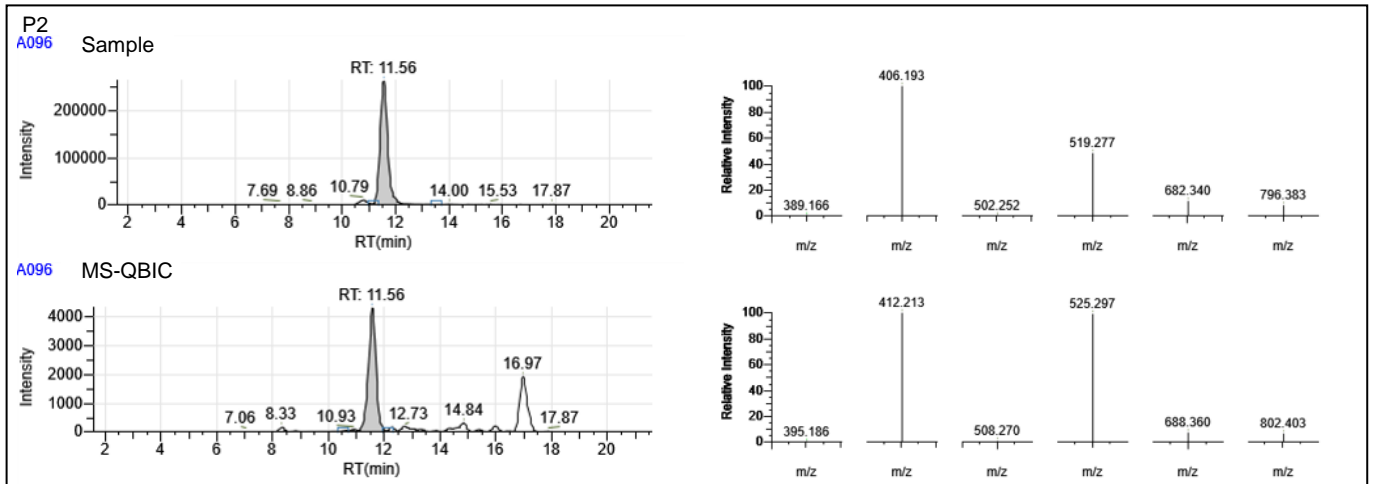 P2
A096 Sample
RT: 11.56
200000
100000
0
Intensity
7.69 8.86 10.79 14.00 15.53 17.87
2 4 6 8 10 12 14 16 18 20
RT(min)
406.193
100
80
60
40
20
0
Relative Intensity
389.166 502.252 519.277 682.340 796.383
m/z m/z m/z m/z m/z m/z
A096 MS-QBIC
RT: 11.56
4000
3000
2000
1000
0
Intensity
16.97
7.06 8.33 10.93 12.73 14.84 17.87
2 4 6 8 10 12 14 16 18 20
RT(min)
412.213 525.297
100
80
60
40
20
0
Relative Intensity
395.186 508.270 688.360 802.403
m/z m/z m/z m/z m/z m/z